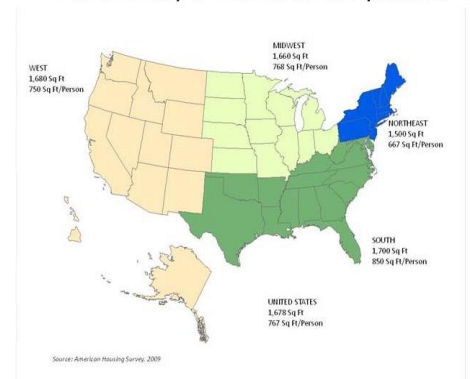 MIDWEST
1,660 Sq Ft
768 Sq Ft/Person
WEST
1,680 Sq Ft
750 Sq Ft/Person
NORTHEAST
1,500 Sq Ft
667 Sq Ft/Person
SOUTH
1,700 Sq Ft
850 Sq Ft/Person
UNITED STATES
1,678 Sq Ft
767 Sq Ft/Person
Source: American Housing Survey, 2009